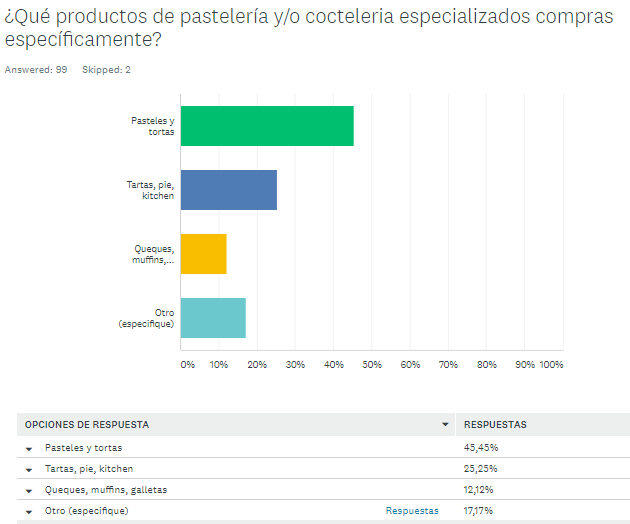 ¿Qué productos de pastelería y/o cocteleria especializados compras
específicamente?
Answered: 99 Skipped: 2
Pasteles y
tortas
Tartas, pie,
kitchen
Queques,
muffins,...
Otro
(especifique)
0% 10% 20% 30% 40% 50% 60% 70% 80% 90% 100%
OPCIONES DE RESPUESTA RESPUESTAS
Pasteles y tortas 45,45%
Tartas, pie, kitchen 25,25%
Queques, muffins, galletas 12,12%
Otro (especifique) Respuestas 17,17%